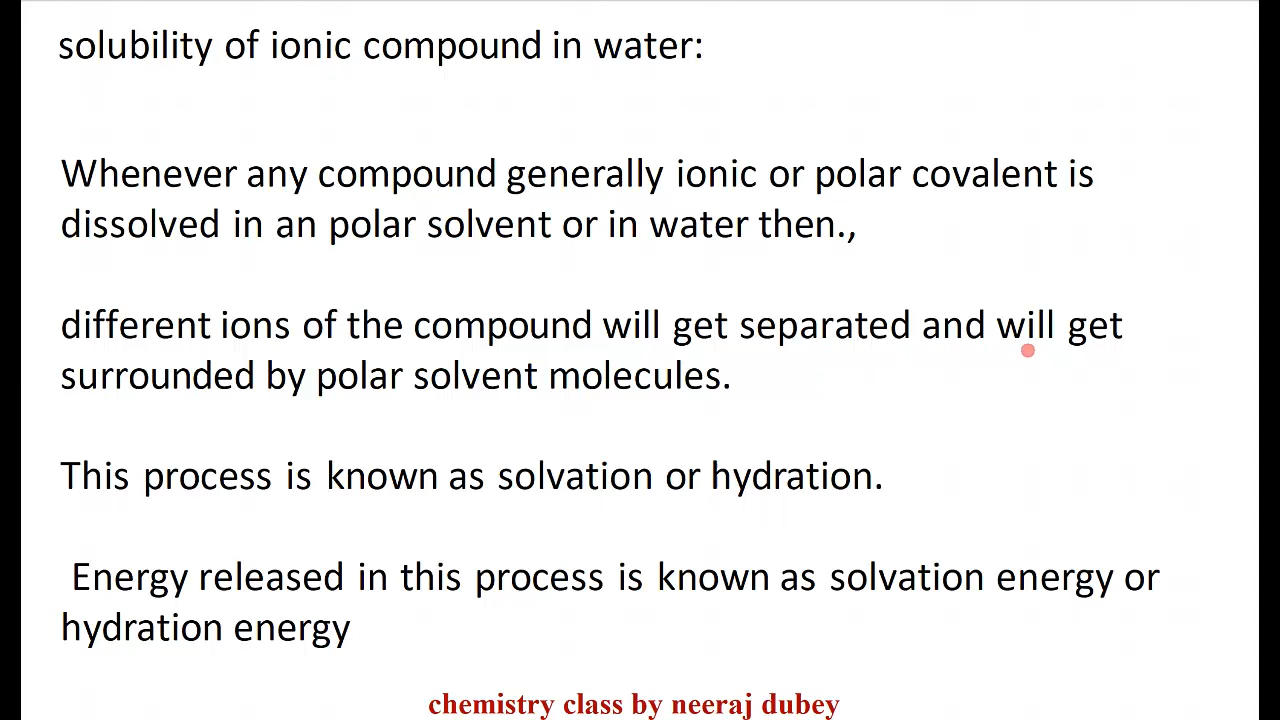 solubility of ionic compound in water:
Whenever any compound generally ionic or polar covalent is
dissolved in an polar solvent or in water then.,
different ions of the compound will get separated and will get
surrounded by polar solvent molecules.
This process is known as solvation or hydration.
Energy released in this process is known as solvation energy or
hydration energy
chemistry class by neeraj dubey